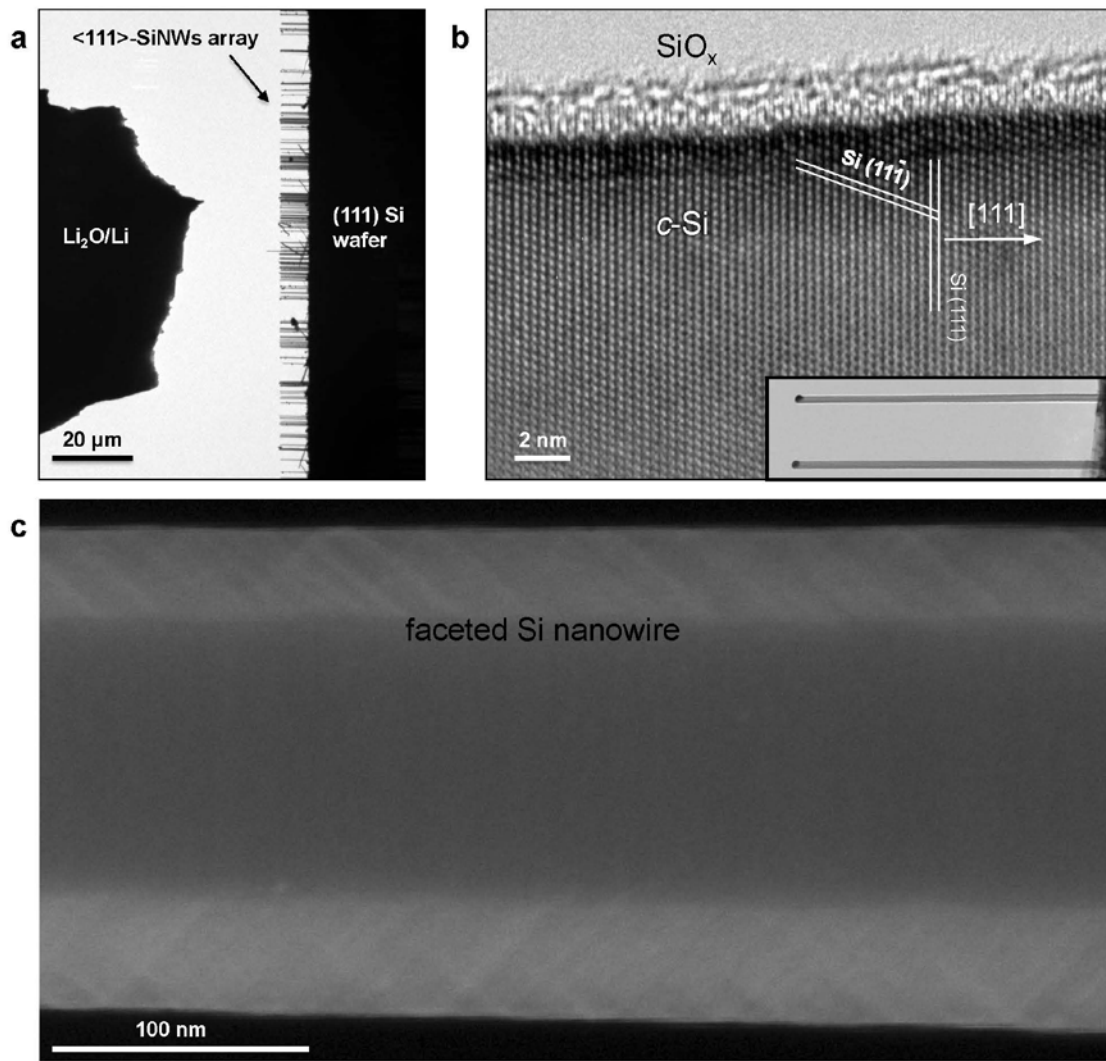 a
<111>-SiNWs array
Li₂O/Li
(111) Si
wafer
20 µm
b
SiOₓ
Si (111̄)
c-Si
[111]
Si (111)
2 nm
c
faceted Si nanowire
100 nm